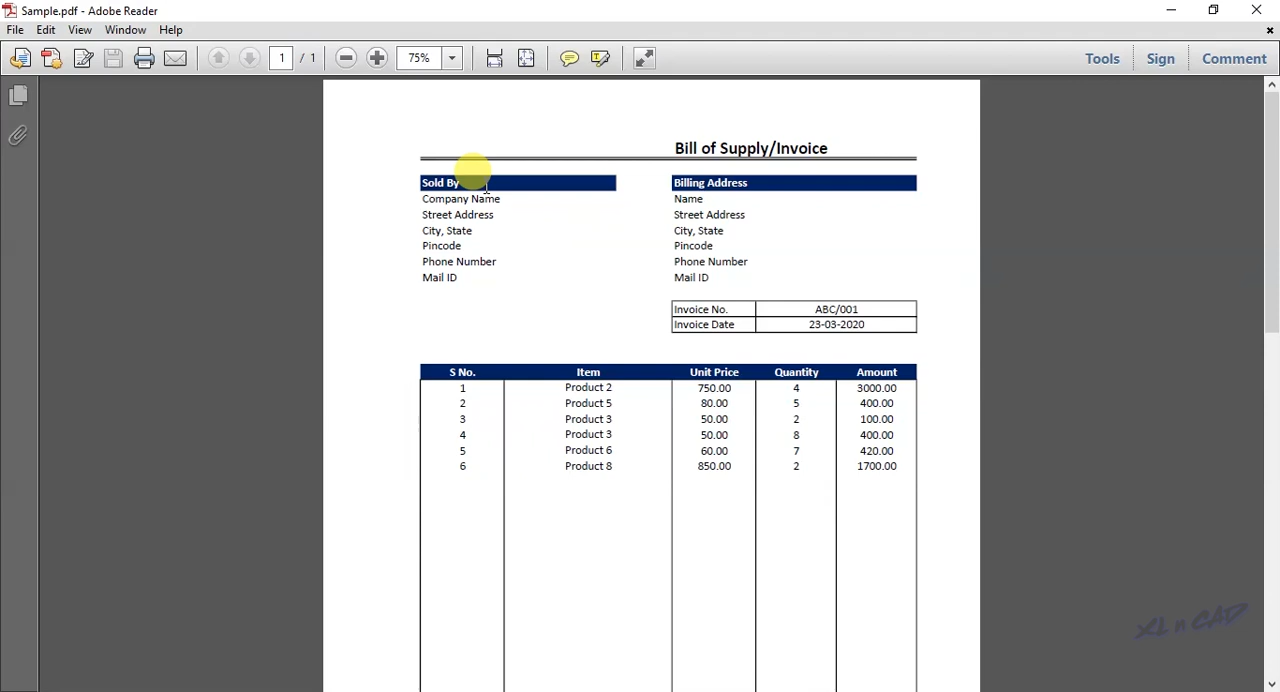 Sample.pdf - Adobe Reader
File Edit View Window Help
1 / 1 75% Tools Sign Comment
Bill of Supply/Invoice
Sold By Billing Address
Company Name Name
Street Address Street Address
City, State City, State
Pincode Pincode
Phone Number Phone Number
Mail ID Mail ID
Invoice No. ABC/001
Invoice Date 23-03-2020
S No. Item Unit Price Quantity Amount
1 Product 2 750.00 4 3000.00
2 Product 5 80.00 5 400.00
3 Product 3 50.00 2 100.00
4 Product 3 50.00 8 400.00
5 Product 6 60.00 7 420.00
6 Product 8 850.00 2 1700.00
XL n CAD